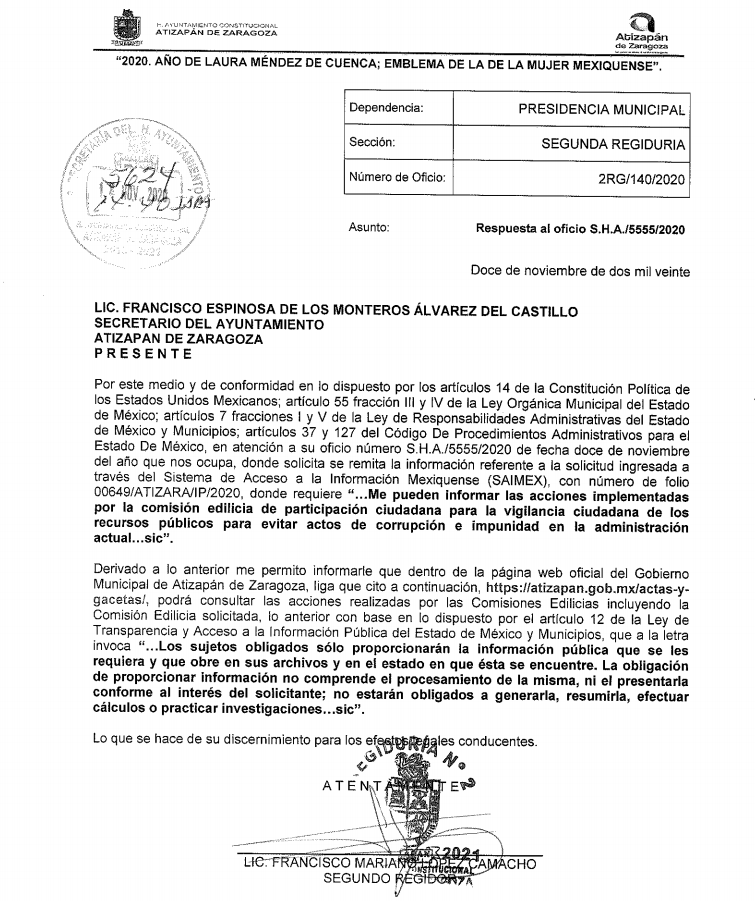 H. AYUNTAMIENTO CONSTITUCIONAL
ATIZAPÁN DE ZARAGOZA
Atizapán
de Zaragoza
"2020. AÑO DE LAURA MÉNDEZ DE CUENCA; EMBLEMA DE LA DE LA MUJER MEXIQUENSE".
Dependencia: PRESIDENCIA MUNICIPAL
Sección: SEGUNDA REGIDURIA
Número de Oficio: 2RG/140/2020
SECRETARÍA DEL H. AYUNTAMIENTO
5624
NOV. 2020
Asunto: Respuesta al oficio S.H.A./5555/2020
Doce de noviembre de dos mil veinte
LIC. FRANCISCO ESPINOSA DE LOS MONTEROS ÁLVAREZ DEL CASTILLO
SECRETARIO DEL AYUNTAMIENTO
ATIZAPAN DE ZARAGOZA
P R E S E N T E
Por este medio y de conformidad en lo dispuesto por los artículos 14 de la Constitución Política de
los Estados Unidos Mexicanos; artículo 55 fracción III y IV de la Ley Orgánica Municipal del Estado
de México; artículos 7 fracciones I y V de la Ley de Responsabilidades Administrativas del Estado
de México y Municipios; artículos 37 y 127 del Código De Procedimientos Administrativos para el
Estado De México, en atención a su oficio número S.H.A./5555/2020 de fecha doce de noviembre
del año que nos ocupa, donde solicita se remita la información referente a la solicitud ingresada a
través del Sistema de Acceso a la Información Mexiquense (SAIMEX), con número de folio
00649/ATIZARA/IP/2020, donde requiere "...Me pueden informar las acciones implementadas
por la comisión edilicia de participación ciudadana para la vigilancia ciudadana de los
recursos públicos para evitar actos de corrupción e impunidad en la administración
actual...sic".
Derivado a lo anterior me permito informarle que dentro de la página web oficial del Gobierno
Municipal de Atizapán de Zaragoza, liga que cito a continuación, https://atizapan.gob.mx/actas-y-
gacetas/, podrá consultar las acciones realizadas por las Comisiones Edilicias incluyendo la
Comisión Edilicia solicitada, lo anterior con base en lo dispuesto por el artículo 12 de la Ley de
Transparencia y Acceso a la Información Pública del Estado de México y Municipios, que a la letra
invoca "...Los sujetos obligados sólo proporcionarán la información pública que se les
requiera y que obre en sus archivos y en el estado en que ésta se encuentre. La obligación
de proporcionar información no comprende el procesamiento de la misma, ni el presentarla
conforme al interés del solicitante; no estarán obligados a generarla, resumirla, efectuar
cálculos o practicar investigaciones...sic".
Lo que se hace de su discernimiento para los efectos legales conducentes.
REGIDURIA No. 2
A T E N T A M E N T E
2021
LIC. FRANCISCO MARIANO LÓPEZ CAMACHO
SEGUNDO REGIDOR